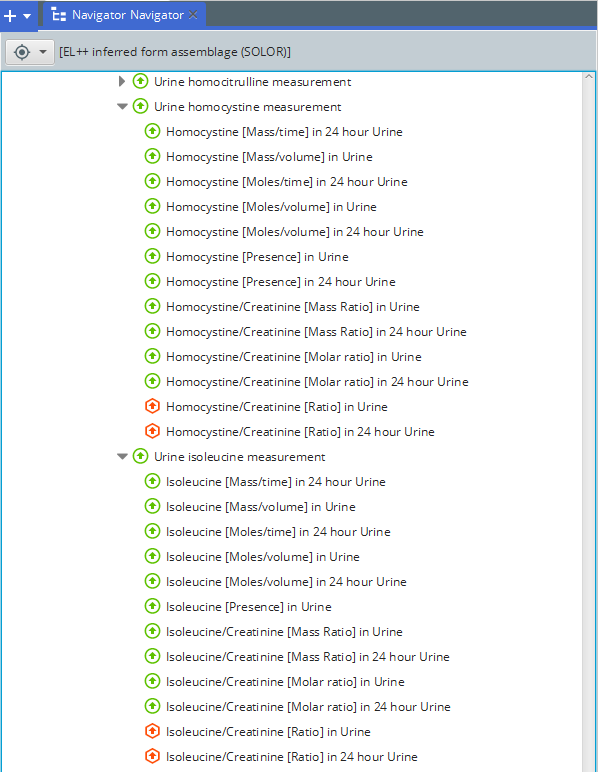 Navigator Navigator
[EL++ inferred form assemblage (SOLOR)]
Urine homocitrulline measurement
Urine homocystine measurement
Homocystine [Mass/time] in 24 hour Urine
Homocystine [Mass/volume] in Urine
Homocystine [Moles/time] in 24 hour Urine
Homocystine [Moles/volume] in Urine
Homocystine [Moles/volume] in 24 hour Urine
Homocystine [Presence] in Urine
Homocystine [Presence] in 24 hour Urine
Homocystine/Creatinine [Mass Ratio] in Urine
Homocystine/Creatinine [Mass Ratio] in 24 hour Urine
Homocystine/Creatinine [Molar ratio] in Urine
Homocystine/Creatinine [Molar ratio] in 24 hour Urine
Homocystine/Creatinine [Ratio] in Urine
Homocystine/Creatinine [Ratio] in 24 hour Urine
Urine isoleucine measurement
Isoleucine [Mass/time] in 24 hour Urine
Isoleucine [Mass/volume] in Urine
Isoleucine [Moles/time] in 24 hour Urine
Isoleucine [Moles/volume] in Urine
Isoleucine [Moles/volume] in 24 hour Urine
Isoleucine [Presence] in Urine
Isoleucine/Creatinine [Mass Ratio] in Urine
Isoleucine/Creatinine [Mass Ratio] in 24 hour Urine
Isoleucine/Creatinine [Molar ratio] in Urine
Isoleucine/Creatinine [Molar ratio] in 24 hour Urine
Isoleucine/Creatinine [Ratio] in Urine
Isoleucine/Creatinine [Ratio] in 24 hour Urine